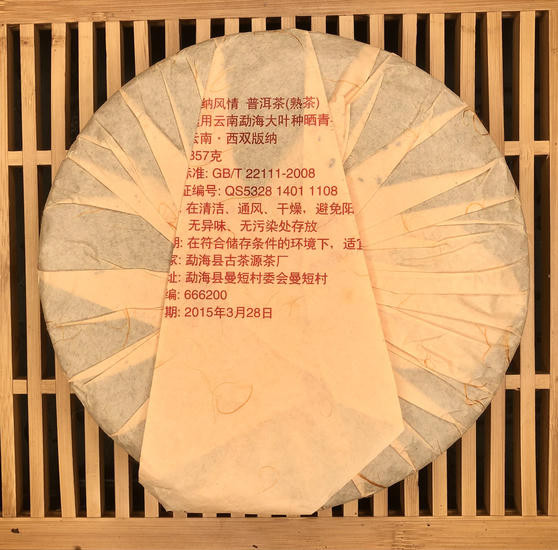 纳风情 普洱茶(熟茶)
用云南勐海大叶种晒青
云南·西双版纳
357克
标准: GB/T 22111-2008
证编号: QS5328 1401 1108
在清洁、通风、干燥，避免阳
无异味、无污染处存放
期: 在符合储存条件的环境下，适宜
家: 勐海县古茶源茶厂
址: 勐海县曼短村委会曼短村
编: 666200
期: 2015年3月28日